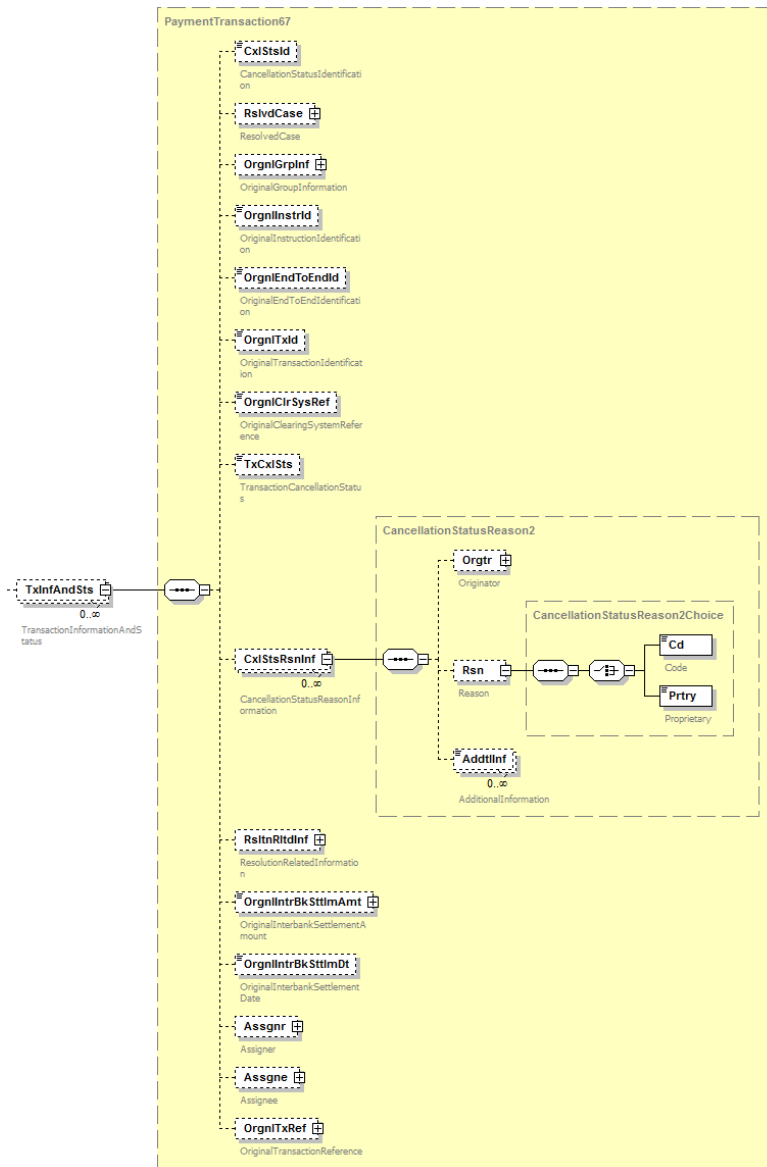 PaymentTransaction67
CxlStsId
CancellationStatusIdentificati
on
RslvdCase
ResolvedCase
OrgnlGrpInf
OriginalGroupInformation
OrgnlInstrId
OriginalInstructionIdentificati
on
OrgnlEndToEndId
OriginalEndToEndIdentificati
on
OrgnlTxId
OriginalTransactionIdentificat
ion
OrgnlClrSysRef
OriginalClearingSystemRefer
ence
TxCxlSts
TransactionCancellationStatu
s
CancellationStatusReason2
Orgtr
Originator
TxInfAndSts
0..∞
TransactionInformationAndS
tatus
CancellationStatusReason2Choice
Cd
Code
CxlStsRsnInf
0..∞
CancellationStatusReasonInf
ormation
Rsn
Reason
Prtry
Proprietary
AddtlInf
0..∞
AdditionalInformation
RsltnRltdInf
ResolutionRelatedInformatio
n
OrgnlIntrBkSttlmAmt
OriginalInterbankSettlementA
mount
OrgnlIntrBkSttlmDt
OriginalInterbankSettlement
Date
Assgnr
Assigner
Assgne
Assignee
OrgnlTxRef
OriginalTransactionReference